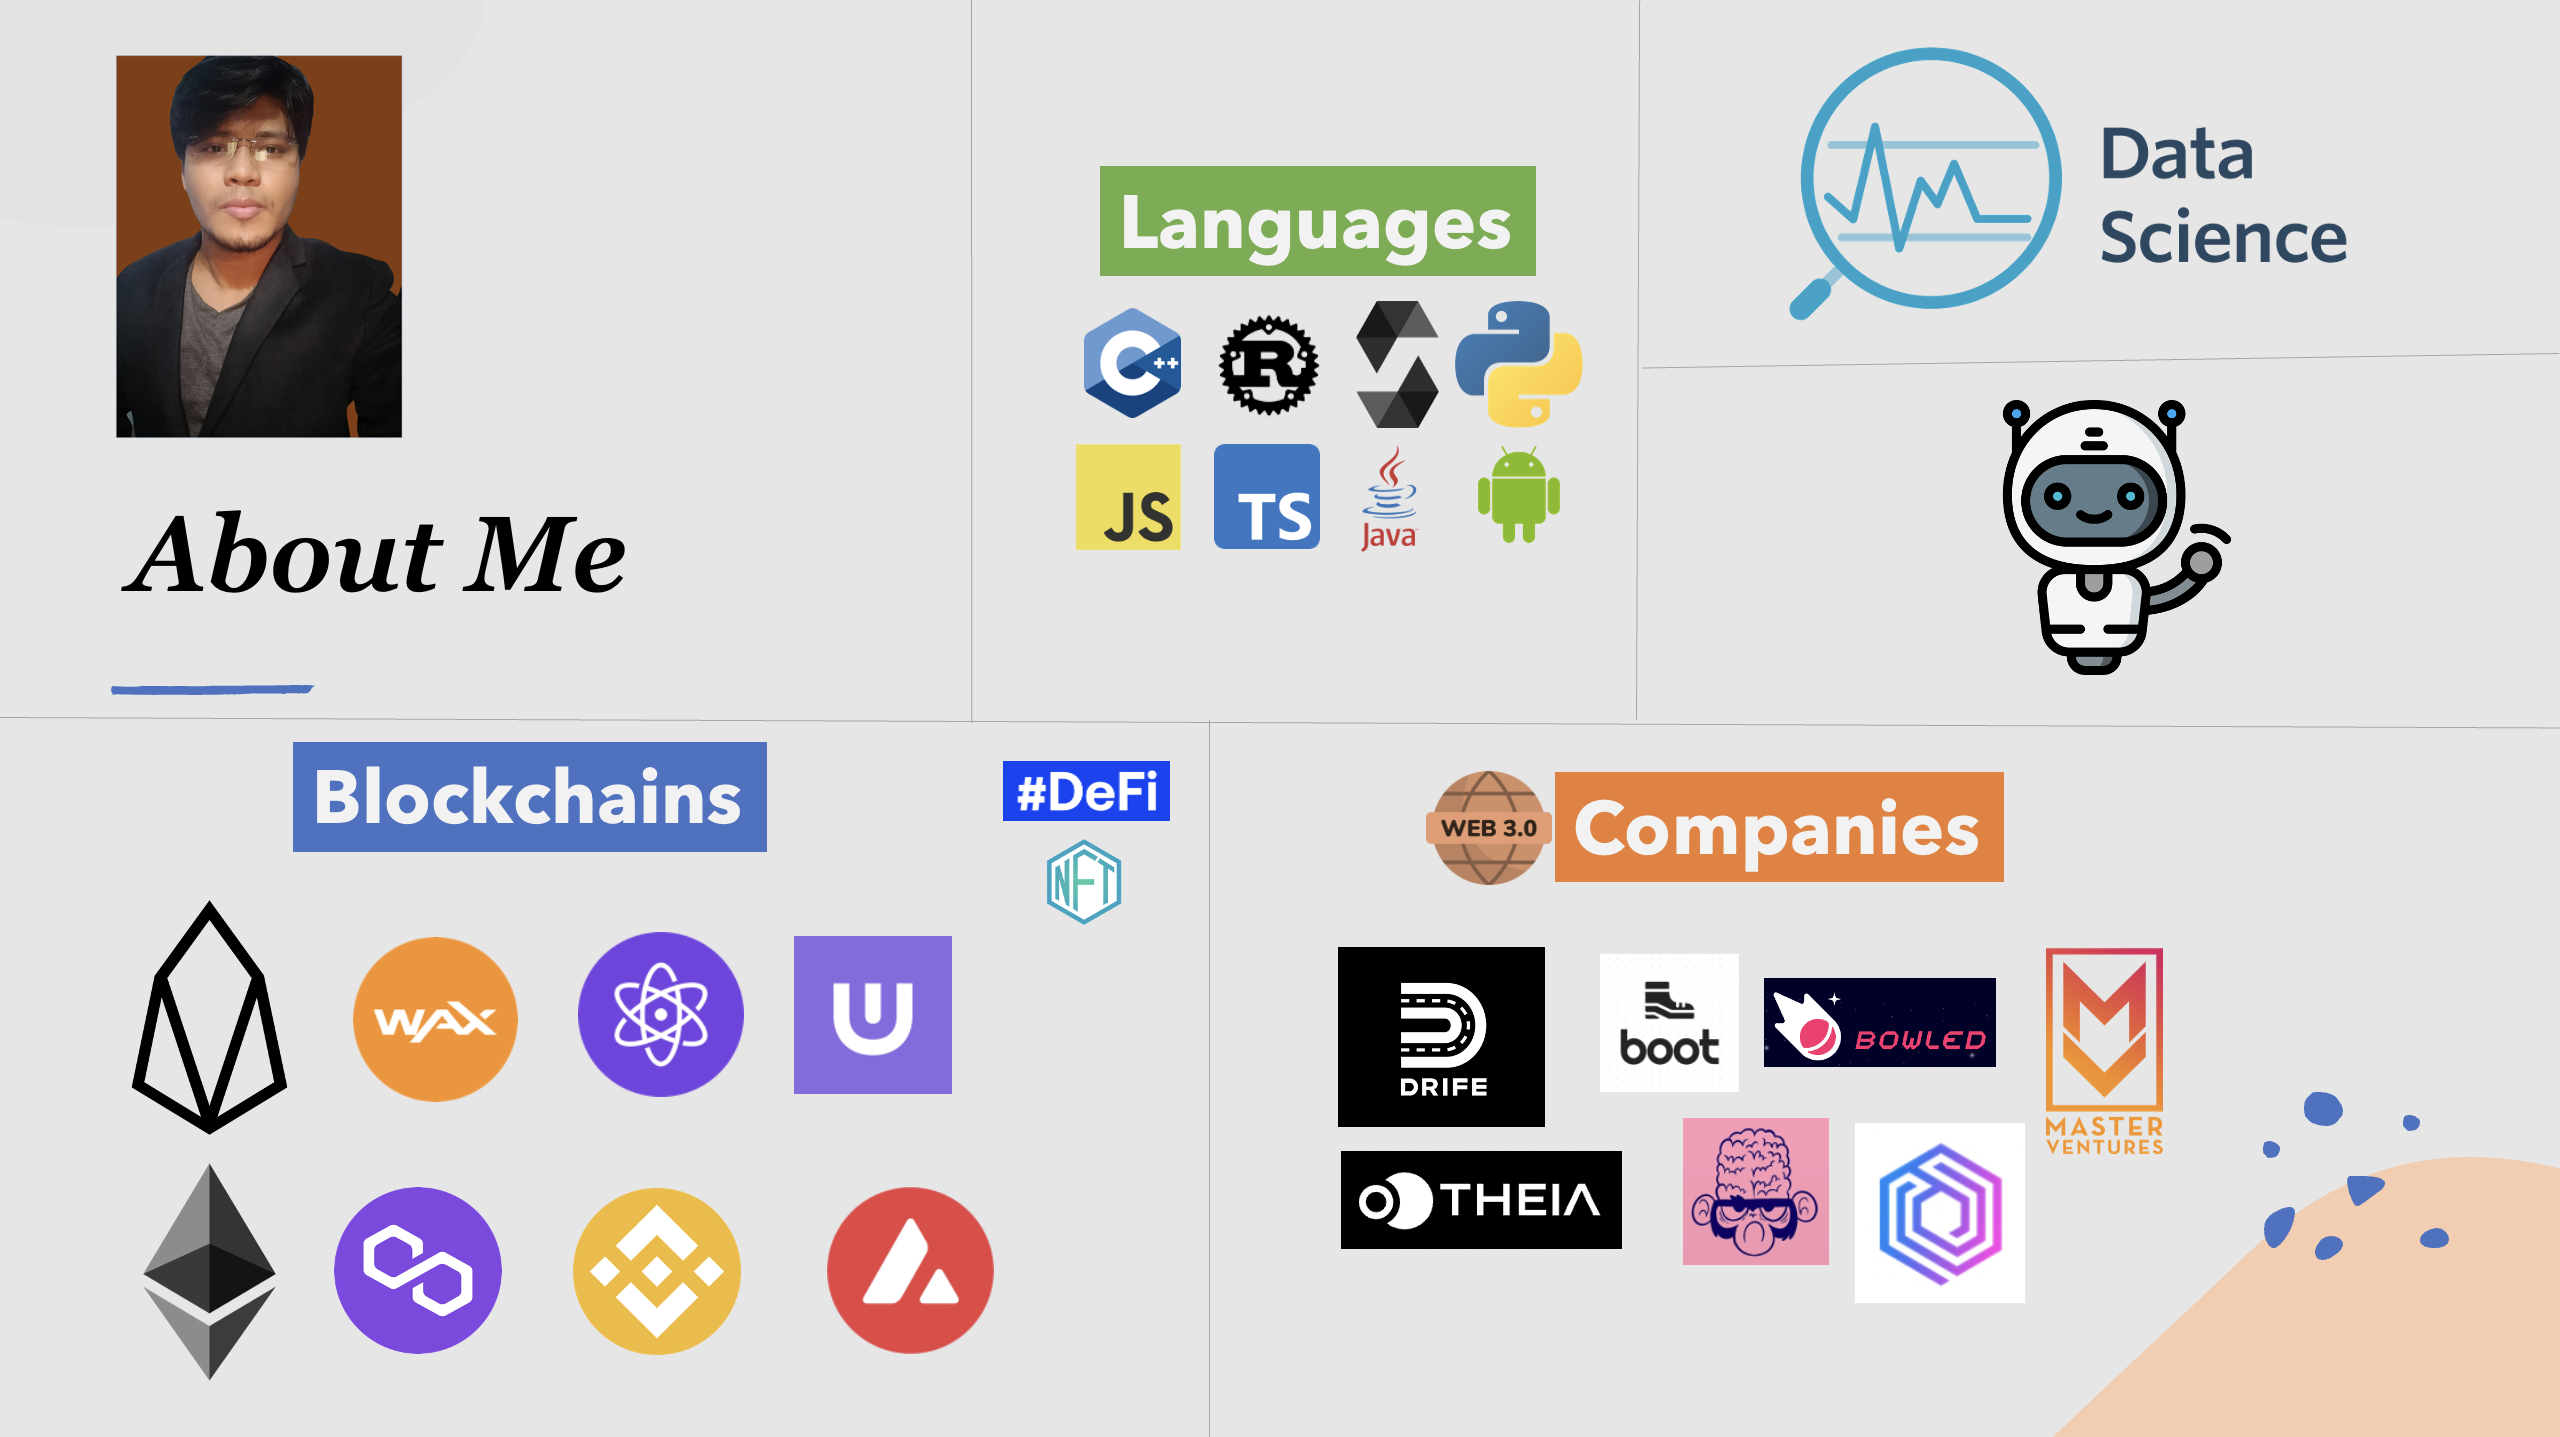 About Me
Languages
C++
R
JS
TS
Java
Data
Science
Blockchains
#DeFi
NFT
WAX
U
WEB 3.0
Companies
DRIFE
boot
BOWLED
MASTER
VENTURES
THEIA